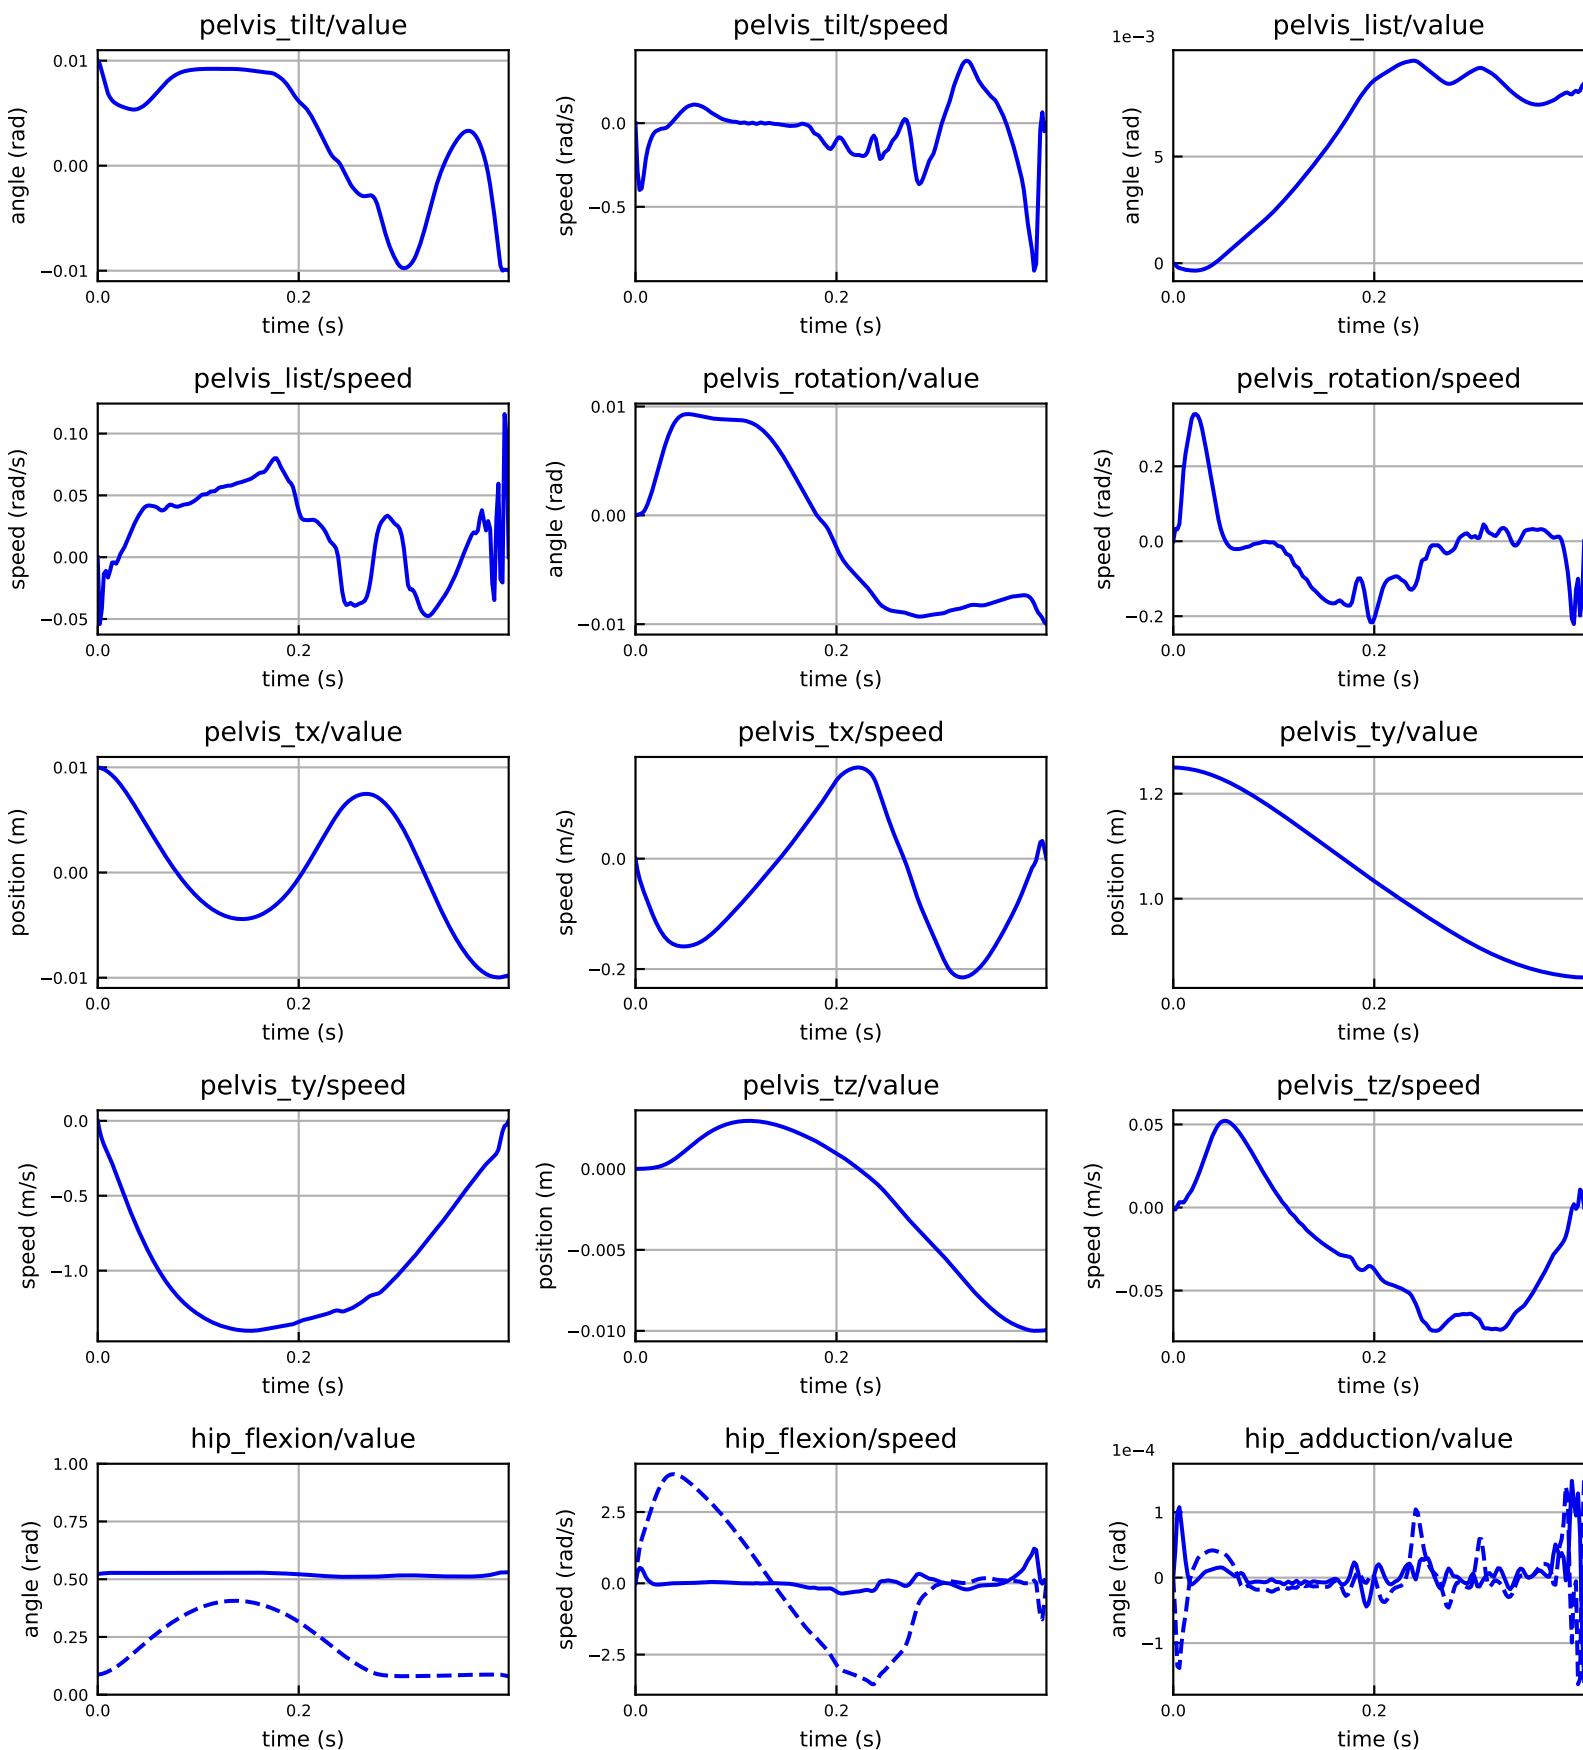 pelvis_tilt/value
pelvis_tilt/speed
pelvis_list/value
1e−3
0.01
0.00
−0.01
angle (rad)
0.0
0.2
time (s)
0.0
−0.5
speed (rad/s)
0.0
0.2
time (s)
5
0
angle (rad)
0.0
0.2
time (s)
pelvis_list/speed
pelvis_rotation/value
pelvis_rotation/speed
0.10
0.05
0.00
−0.05
speed (rad/s)
0.0
0.2
time (s)
0.01
0.00
−0.01
angle (rad)
0.0
0.2
time (s)
0.2
0.0
−0.2
speed (rad/s)
0.0
0.2
time (s)
pelvis_tx/value
pelvis_tx/speed
pelvis_ty/value
0.01
0.00
−0.01
position (m)
0.0
0.2
time (s)
0.0
−0.2
speed (m/s)
0.0
0.2
time (s)
1.2
1.0
position (m)
0.0
0.2
time (s)
pelvis_ty/speed
pelvis_tz/value
pelvis_tz/speed
0.0
−0.5
−1.0
speed (m/s)
0.0
0.2
time (s)
0.000
−0.005
−0.010
position (m)
0.0
0.2
time (s)
0.05
0.00
−0.05
speed (m/s)
0.0
0.2
time (s)
hip_flexion/value
hip_flexion/speed
hip_adduction/value
1e−4
1.00
0.75
0.50
0.25
0.00
angle (rad)
0.0
0.2
time (s)
2.5
0.0
−2.5
speed (rad/s)
0.0
0.2
time (s)
1
0
−1
angle (rad)
0.0
0.2
time (s)